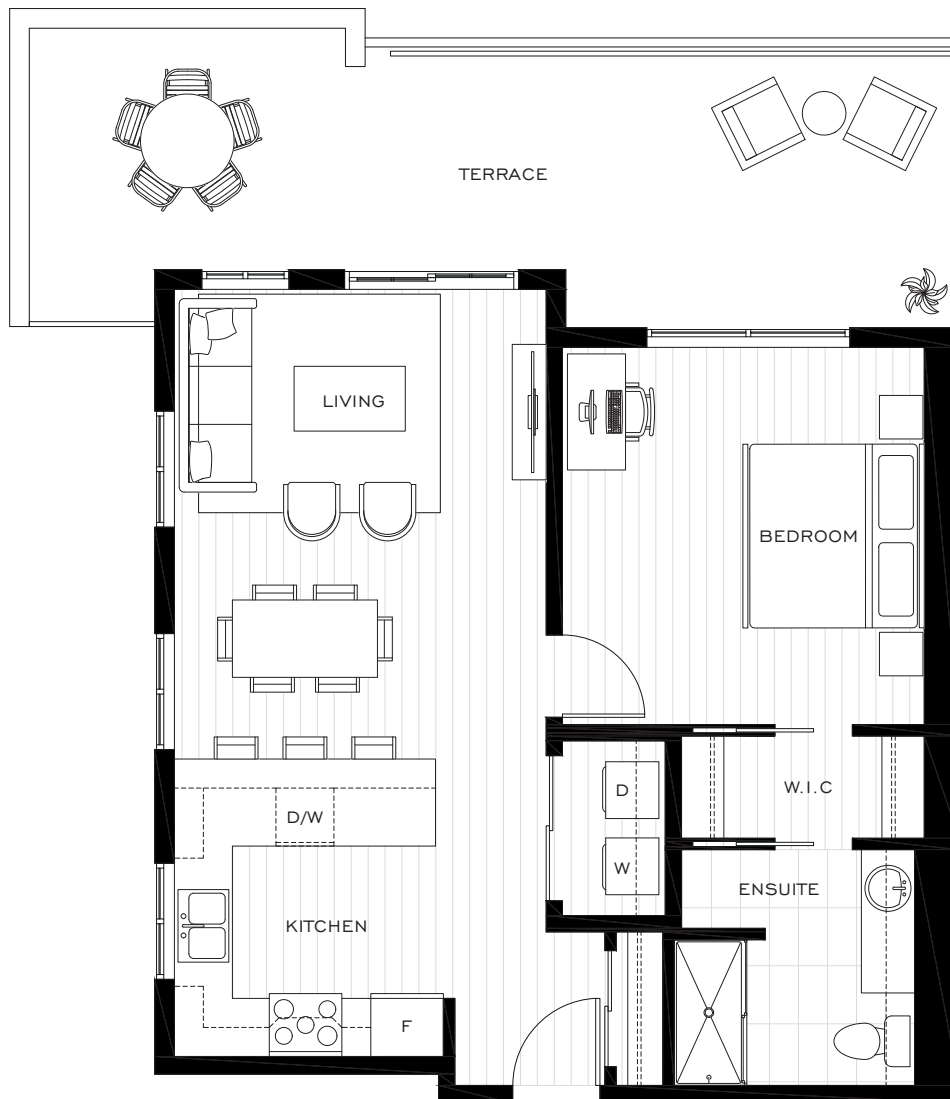 TERRACE
LIVING
BEDROOM
D
W.I.C
D/W
W
ENSUITE
KITCHEN
F